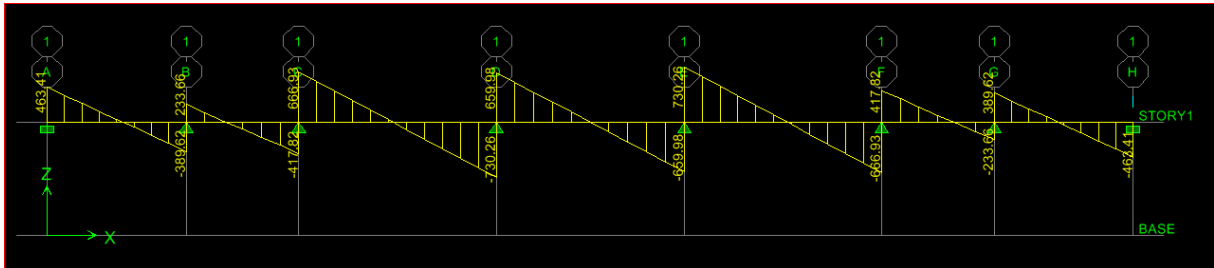 1 1 1 1 1 1 1 1
A B C D E F G H
463.41 233.66 666.93 659.98 730.26 417.82 389.62
STORY1
-389.62 -417.82 -730.26 -659.98 -666.93 -233.66 -463.41
Z
X
BASE